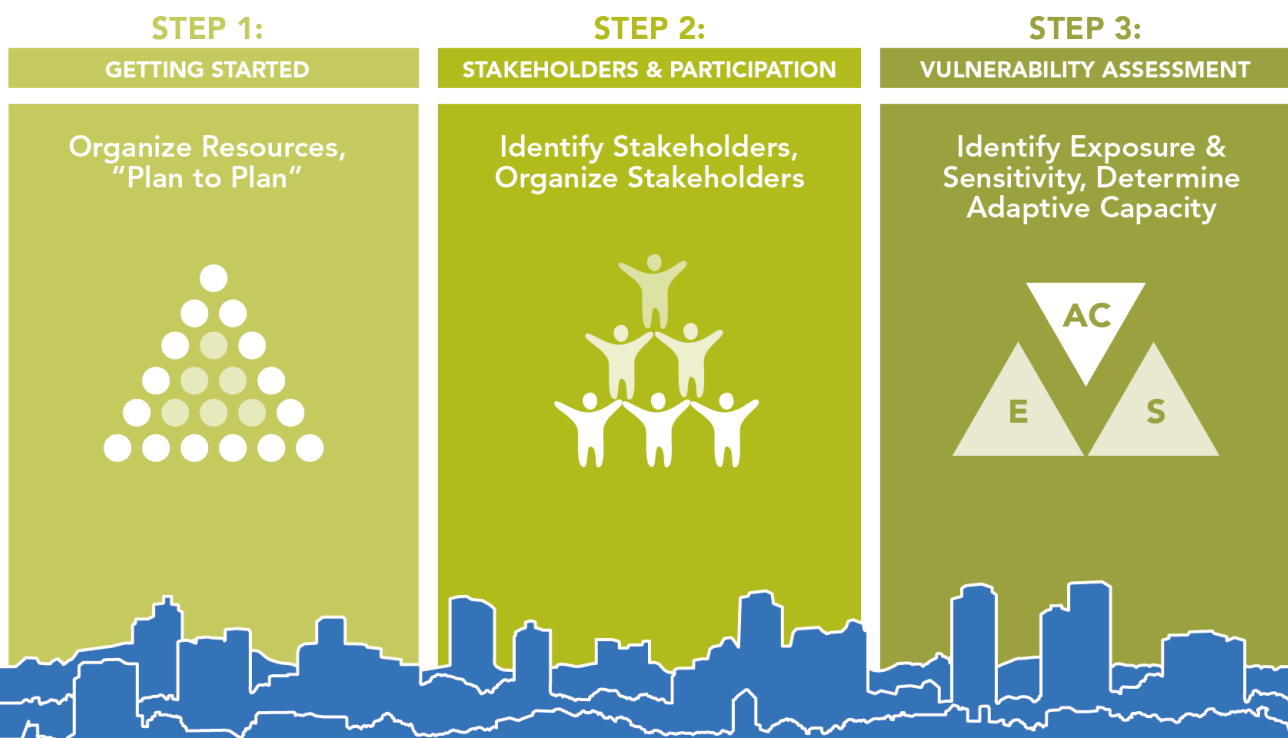 STEP 1:
GETTING STARTED
Organize Resources,
“Plan to Plan”
STEP 2:
STAKEHOLDERS & PARTICIPATION
Identify Stakeholders,
Organize Stakeholders
STEP 3:
VULNERABILITY ASSESSMENT
Identify Exposure &
Sensitivity, Determine
Adaptive Capacity
AC
E
S